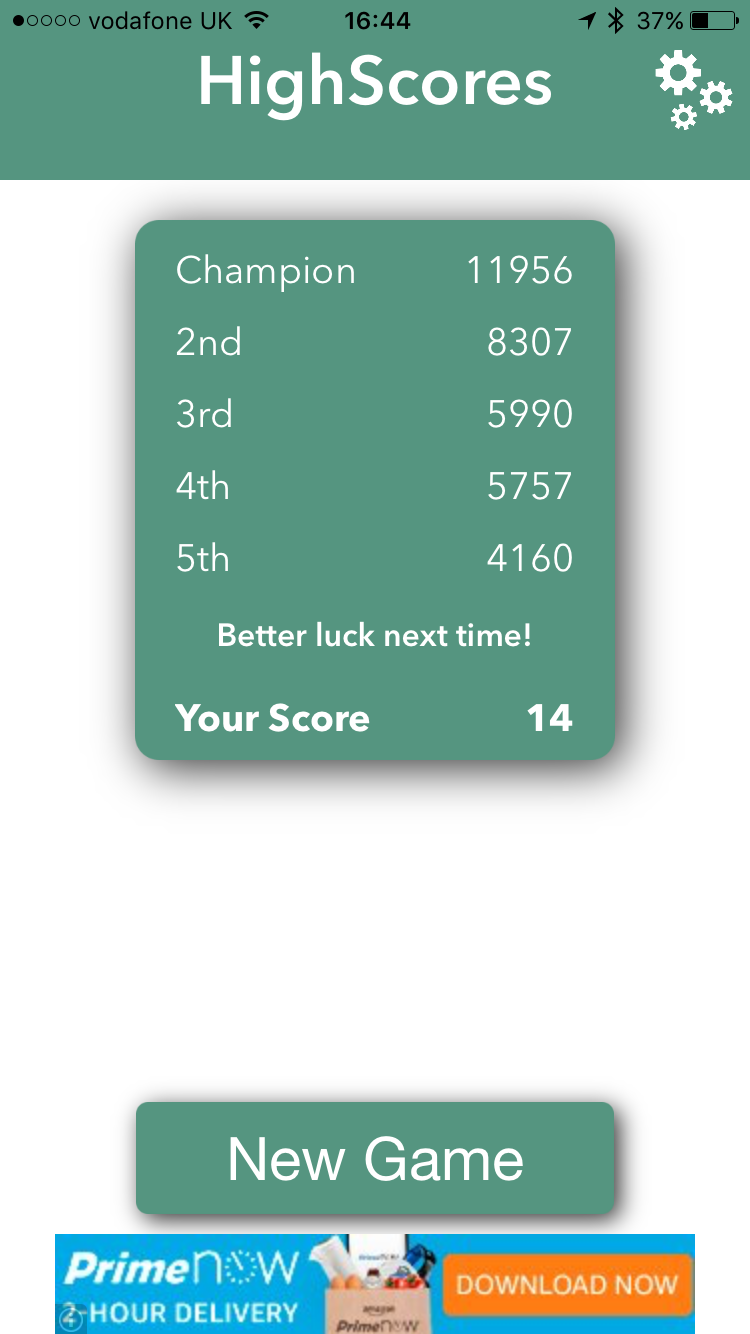 vodafone UK 16:44 37%
HighScores
Champion 11956
2nd 8307
3rd 5990
4th 5757
5th 4160
Better luck next time!
Your Score 14
New Game
PrimeNOW
2-HOUR DELIVERY
DOWNLOAD NOW
amazon
PrimeNOW